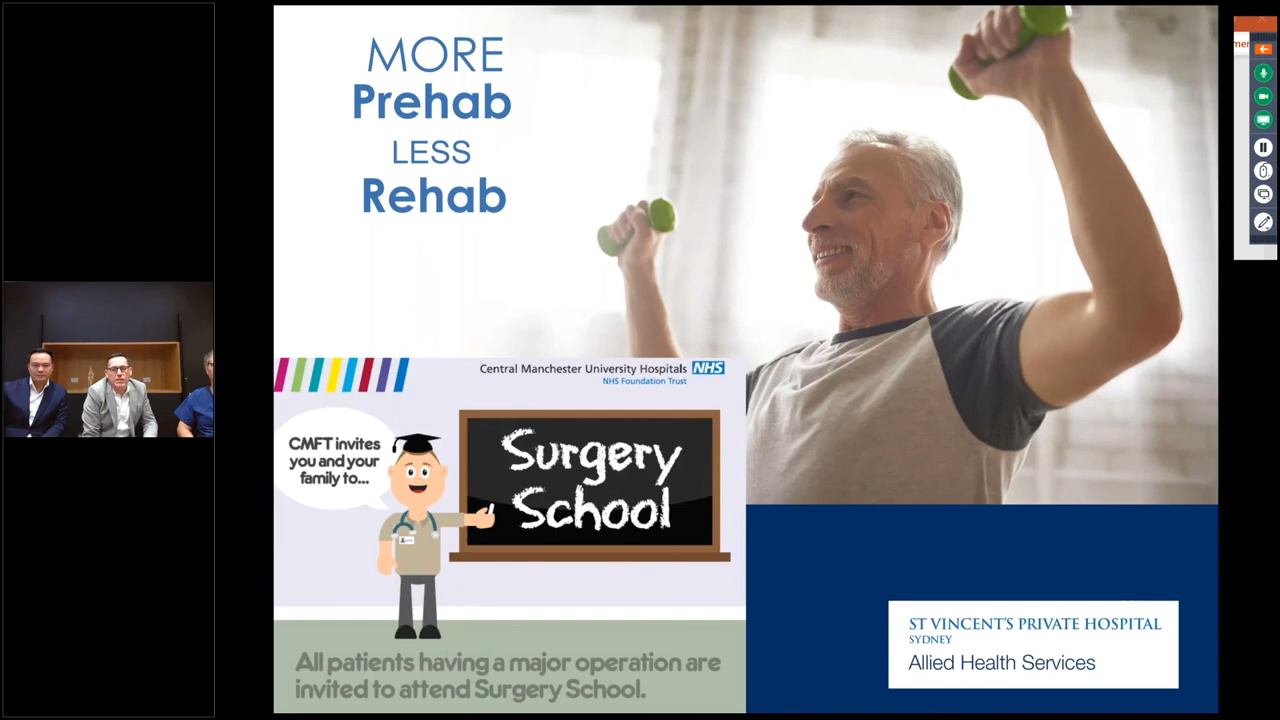 MORE
Prehab
LESS
Rehab
Central Manchester University Hospitals NHS
NHS Foundation Trust
CMFT invites
you and your
family to...
Surgery
School
All patients having a major operation are
invited to attend Surgery School.
ST VINCENT'S PRIVATE HOSPITAL
SYDNEY
Allied Health Services